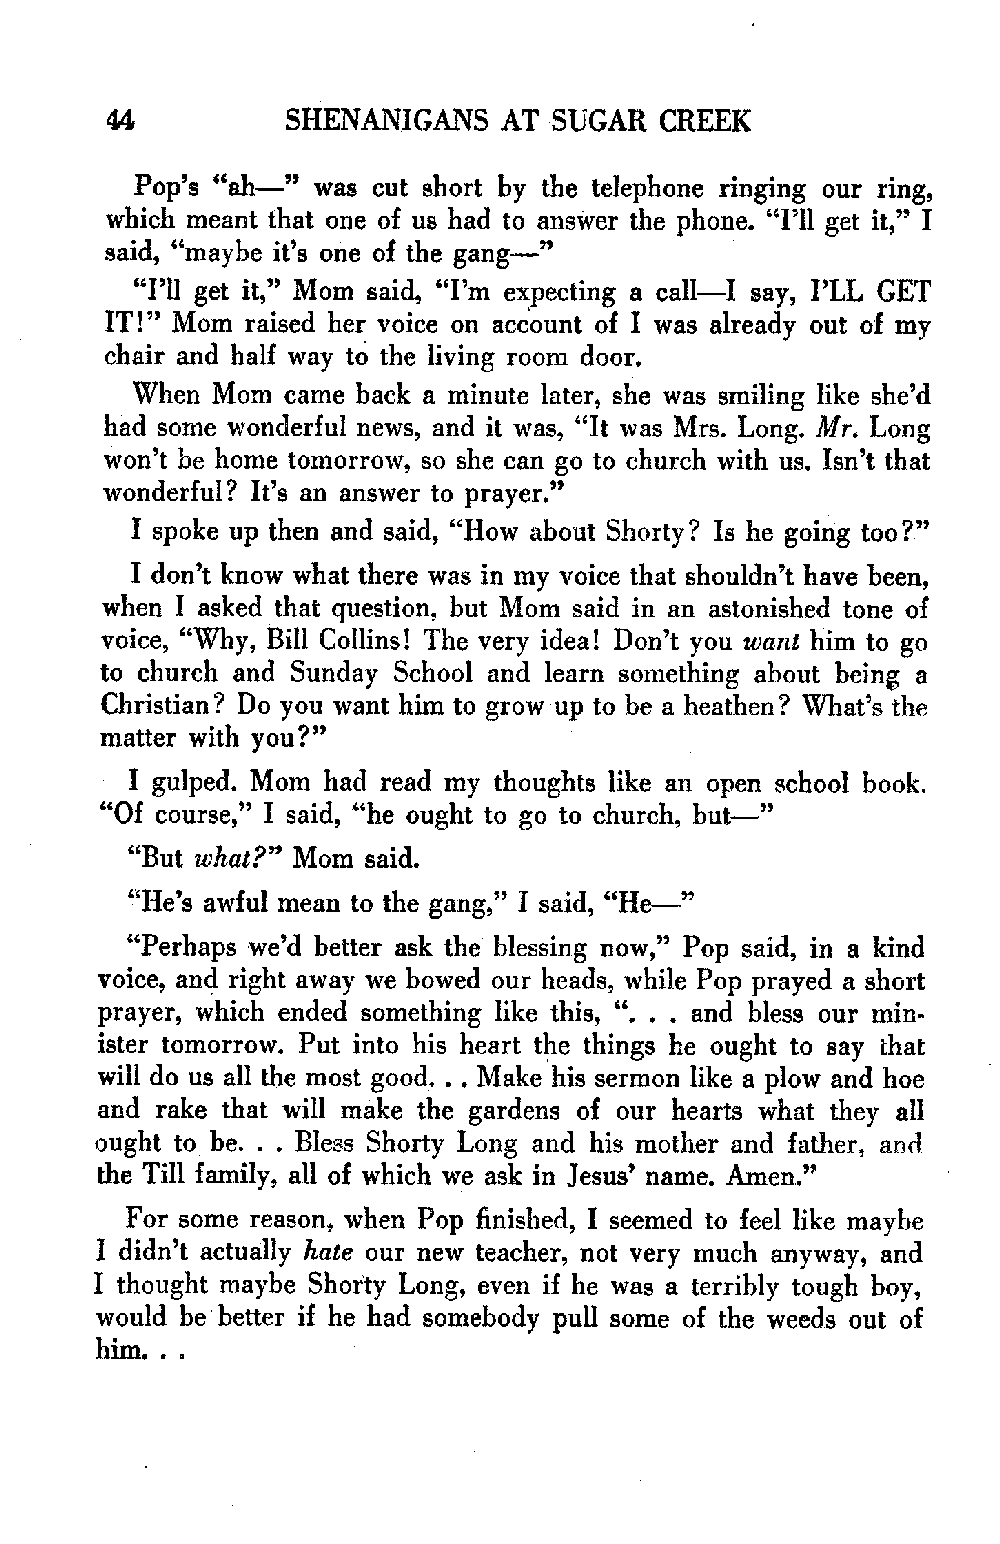 44 SHENANIGANS AT SUGAR CREEK
Pop's “ah—” was cut short by the telephone ringing our ring,
which meant that one of us had to answer the phone. “I'll get it,” I
said, “maybe it's one of the gang—”
“I'll get it,” Mom said, “I'm expecting a call—I say, I'LL GET
IT!” Mom raised her voice on account of I was already out of my
chair and half way to the living room door.
When Mom came back a minute later, she was smiling like she'd
had some wonderful news, and it was, “It was Mrs. Long. Mr. Long
won't be home tomorrow, so she can go to church with us. Isn't that
wonderful? It's an answer to prayer.”
I spoke up then and said, “How about Shorty? Is he going too?”
I don't know what there was in my voice that shouldn't have been,
when I asked that question, but Mom said in an astonished tone of
voice, “Why, Bill Collins! The very idea! Don't you want him to go
to church and Sunday School and learn something about being a
Christian? Do you want him to grow up to be a heathen? What's the
matter with you?”
I gulped. Mom had read my thoughts like an open school book.
“Of course,” I said, “he ought to go to church, but—”
“But what?” Mom said.
“He's awful mean to the gang,” I said, “He—”
“Perhaps we'd better ask the blessing now,” Pop said, in a kind
voice, and right away we bowed our heads, while Pop prayed a short
prayer, which ended something like this, “. . . and bless our min-
ister tomorrow. Put into his heart the things he ought to say that
will do us all the most good. . . Make his sermon like a plow and hoe
and rake that will make the gardens of our hearts what they all
ought to be. . . Bless Shorty Long and his mother and father, and
the Till family, all of which we ask in Jesus' name. Amen.”
For some reason, when Pop finished, I seemed to feel like maybe
I didn't actually hate our new teacher, not very much anyway, and
I thought maybe Shorty Long, even if he was a terribly tough boy,
would be better if he had somebody pull some of the weeds out of
him. . .